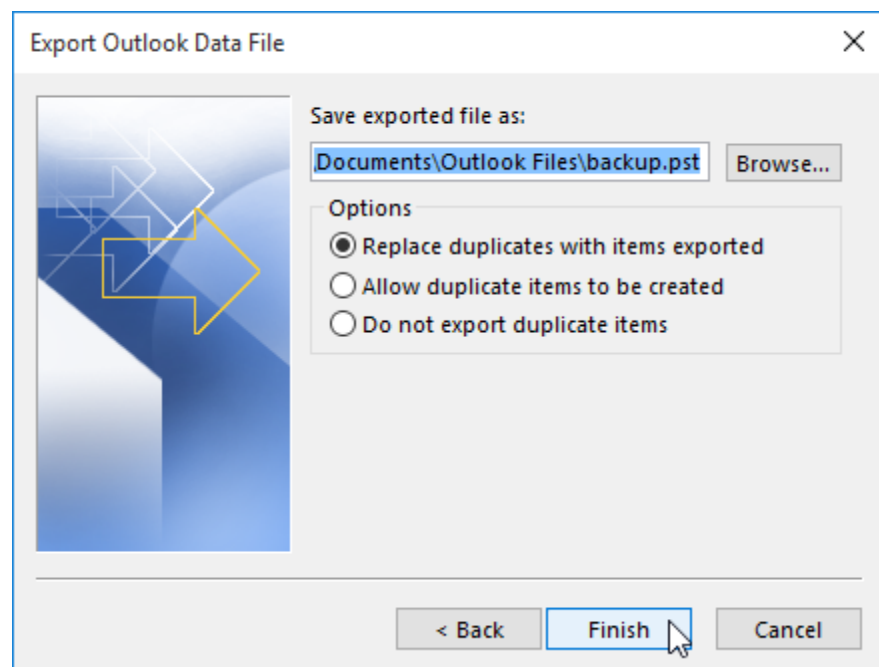 Export Outlook Data File
Save exported file as:
\Documents\Outlook Files\backup.pst
Browse...
Options
Replace duplicates with items exported
Allow duplicate items to be created
Do not export duplicate items
< Back
Finish
Cancel